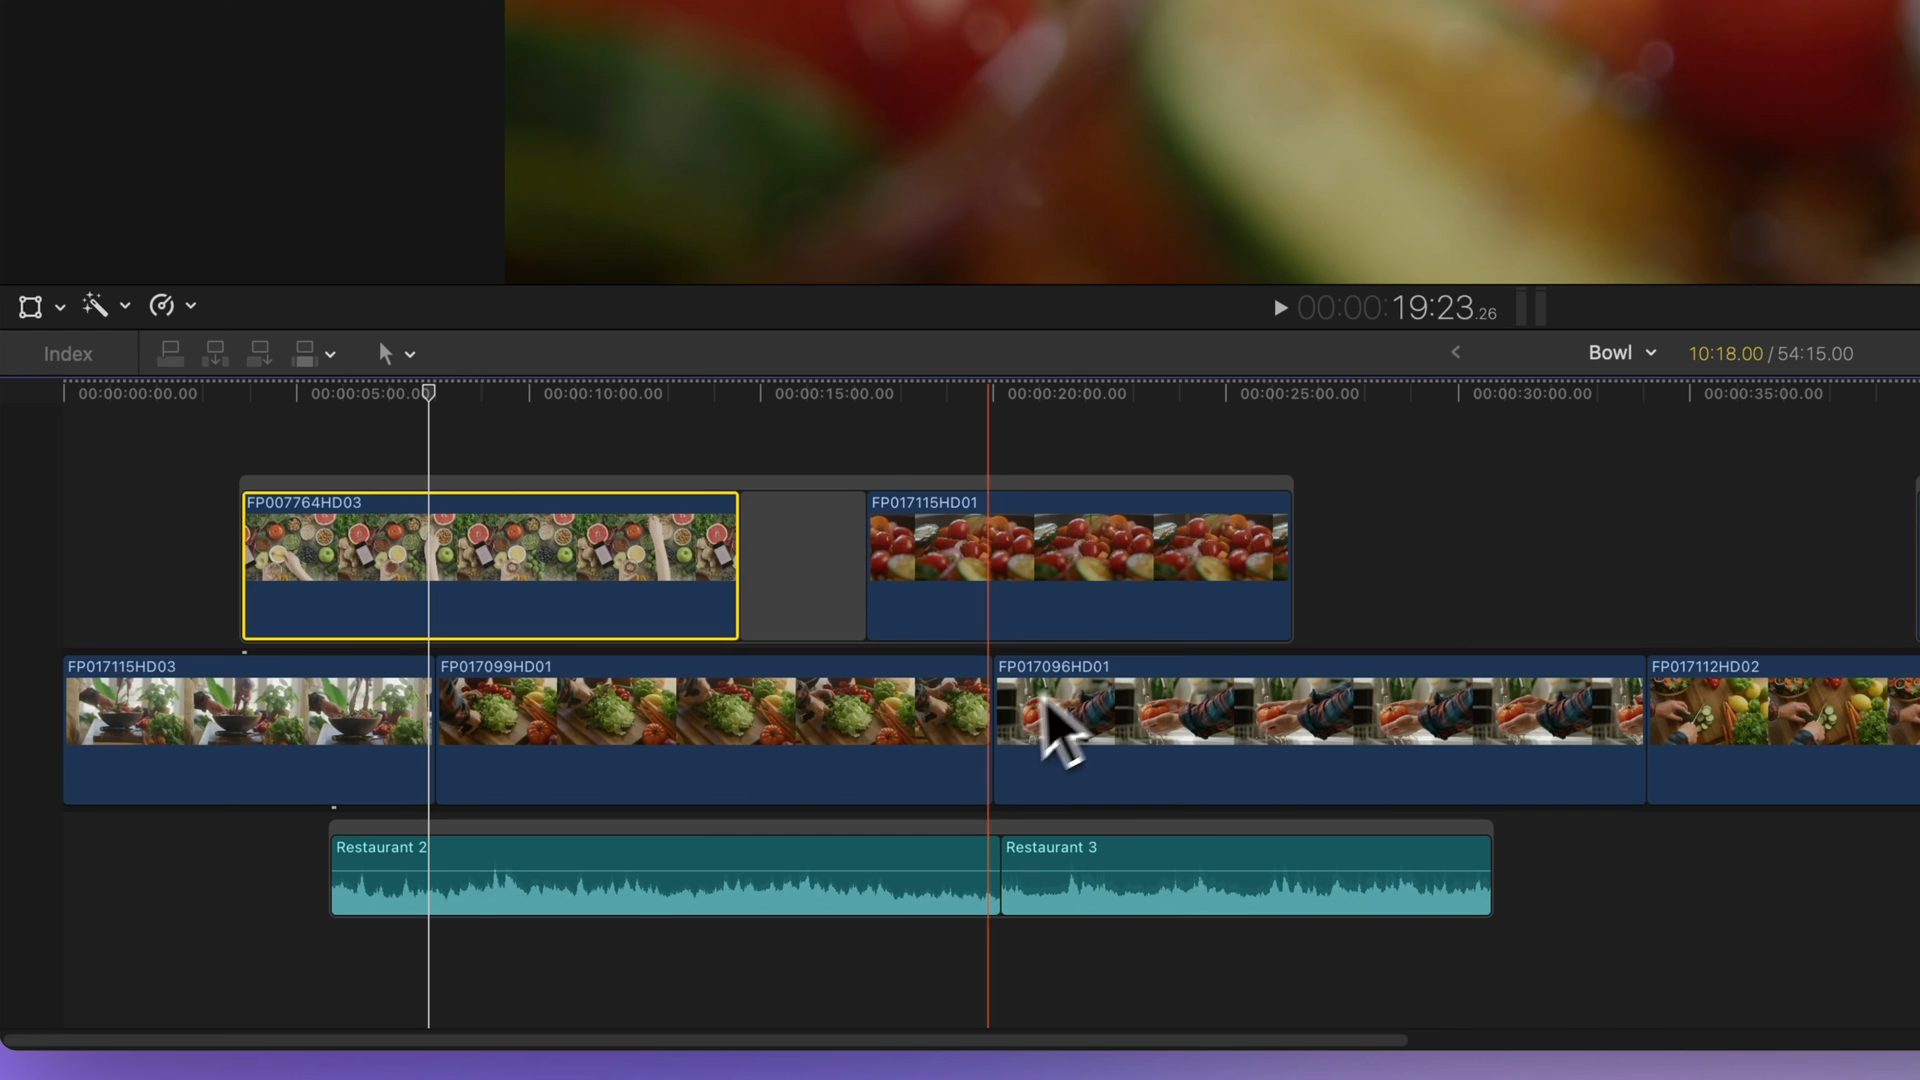 00:00:19:23.26
Index
Bowl
10:18.00 / 54:15.00
00:00:00:00.00
00:00:05:00.00
00:00:10:00.00
00:00:15:00.00
00:00:20:00.00
00:00:25:00.00
00:00:30:00.00
00:00:35:00.00
FP007764HD03
FP017115HD01
FP017115HD03
FP017099HD01
FP017096HD01
FP017112HD02
Restaurant 2
Restaurant 3